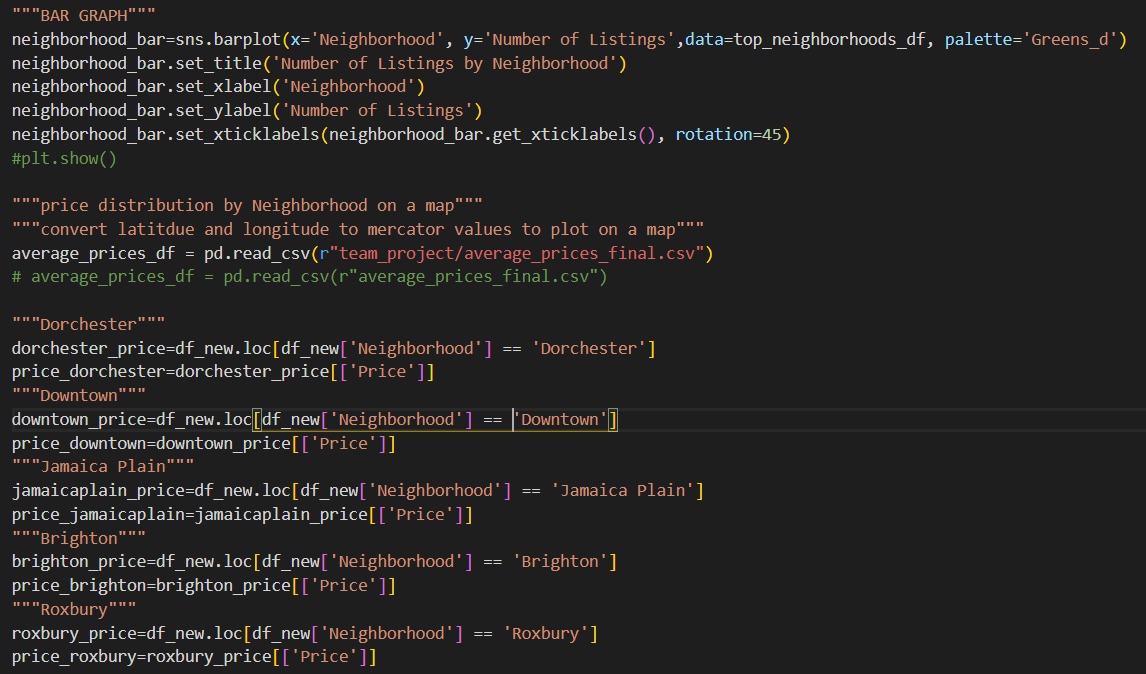 """BAR GRAPH"""
neighborhood_bar=sns.barplot(x='Neighborhood', y='Number of Listings',data=top_neighborhoods_df, palette='Greens_d')
neighborhood_bar.set_title('Number of Listings by Neighborhood')
neighborhood_bar.set_xlabel('Neighborhood')
neighborhood_bar.set_ylabel('Number of Listings')
neighborhood_bar.set_xticklabels(neighborhood_bar.get_xticklabels(), rotation=45)
#plt.show()
"""price distribution by Neighborhood on a map"""
"""convert latitdue and longitude to mercator values to plot on a map"""
average_prices_df = pd.read_csv(r"team_project/average_prices_final.csv")
# average_prices_df = pd.read_csv(r"average_prices_final.csv")
"""Dorchester"""
dorchester_price=df_new.loc[df_new['Neighborhood'] == 'Dorchester']
price_dorchester=dorchester_price[['Price']]
"""Downtown"""
downtown_price=df_new.loc[df_new['Neighborhood'] == 'Downtown']
price_downtown=downtown_price[['Price']]
"""Jamaica Plain"""
jamaicaplain_price=df_new.loc[df_new['Neighborhood'] == 'Jamaica Plain']
price_jamaicaplain=jamaicaplain_price[['Price']]
"""Brighton"""
brighton_price=df_new.loc[df_new['Neighborhood'] == 'Brighton']
price_brighton=brighton_price[['Price']]
"""Roxbury"""
roxbury_price=df_new.loc[df_new['Neighborhood'] == 'Roxbury']
price_roxbury=roxbury_price[['Price']]